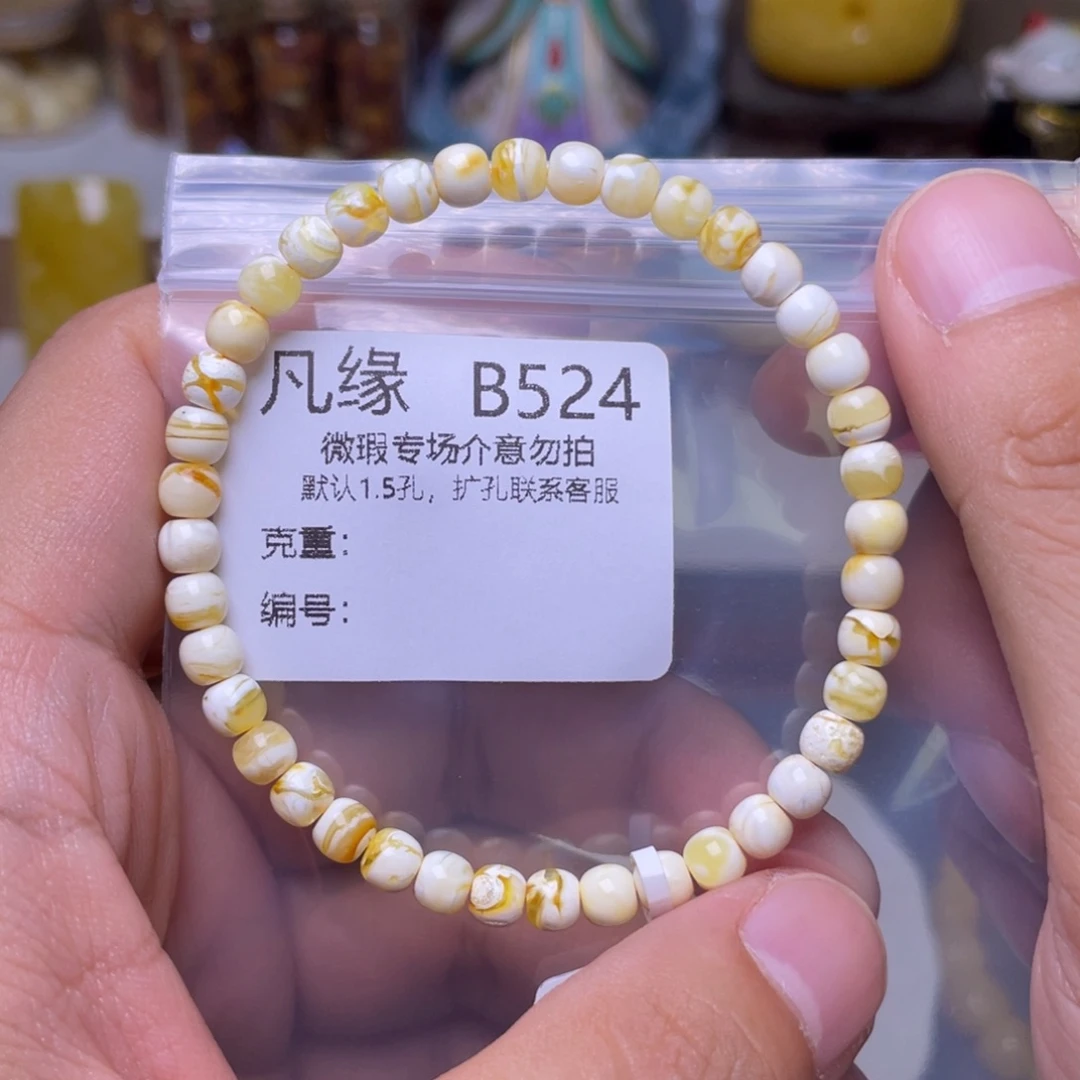 凡缘 B524
微瑕专场介意勿拍
默认1.5孔，扩孔联系客服
克重：
编号：